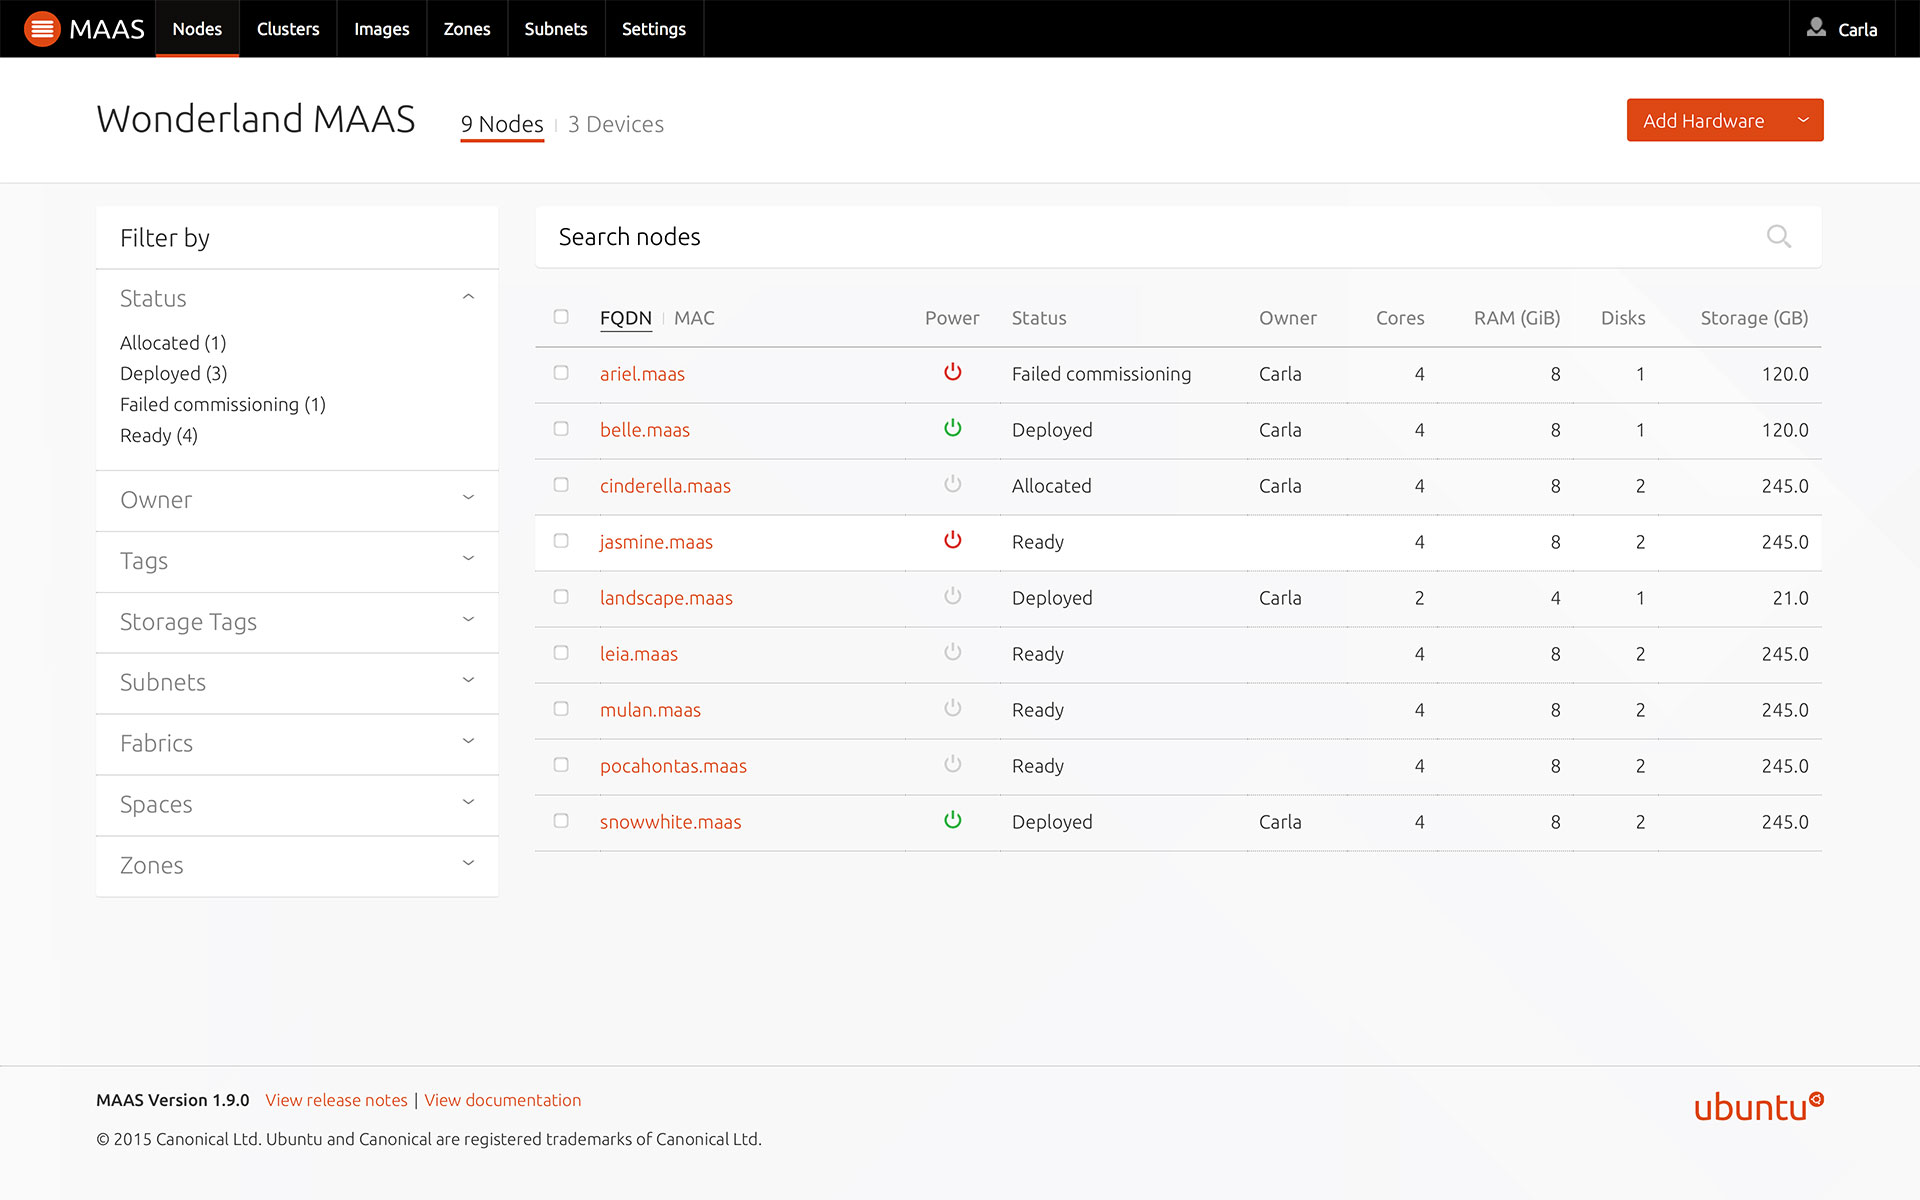 MAAS Nodes Clusters Images Zones Subnets Settings Carla
Wonderland MAAS 9 Nodes | 3 Devices Add Hardware
Filter by
Status
Allocated (1)
Deployed (3)
Failed commissioning (1)
Ready (4)
Owner
Tags
Storage Tags
Subnets
Fabrics
Spaces
Zones
Search nodes
FQDN | MAC Power Status Owner Cores RAM (GiB) Disks Storage (GB)
ariel.maas Failed commissioning Carla 4 8 1 120.0
belle.maas Deployed Carla 4 8 1 120.0
cinderella.maas Allocated Carla 4 8 2 245.0
jasmine.maas Ready 4 8 2 245.0
landscape.maas Deployed Carla 2 4 1 21.0
leia.maas Ready 4 8 2 245.0
mulan.maas Ready 4 8 2 245.0
pocahontas.maas Ready 4 8 2 245.0
snowwhite.maas Deployed Carla 4 8 2 245.0
MAAS Version 1.9.0 View release notes | View documentation
© 2015 Canonical Ltd. Ubuntu and Canonical are registered trademarks of Canonical Ltd.
ubuntu